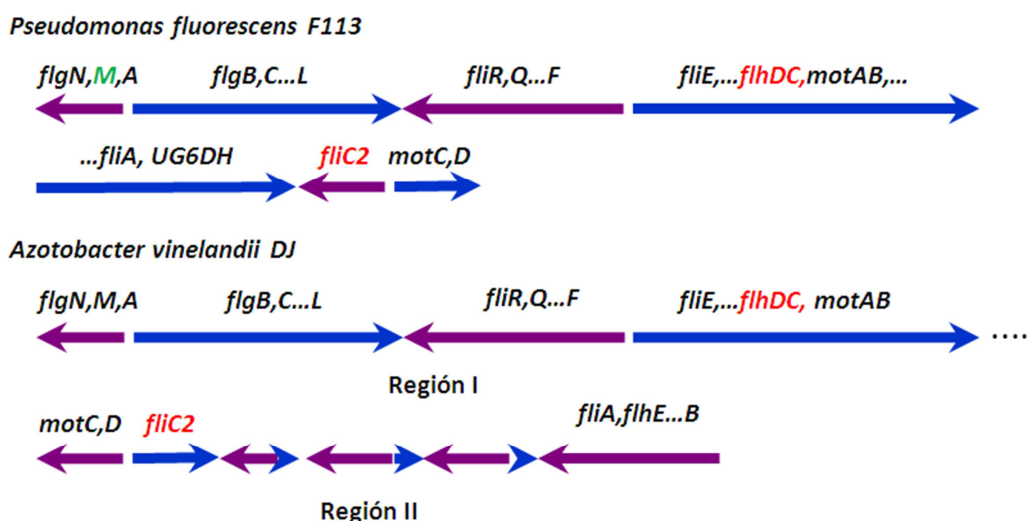 Pseudomonas fluorescens F113
flgN,M,A flgB,C...L fliR,Q...F fliE,...flhDC,motAB,...
...fliA, UG6DH fliC2 motC,D
Azotobacter vinelandii DJ
flgN,M,A flgB,C...L fliR,Q...F fliE,...flhDC, motAB
....
Región I
motC,D fliC2 fliA,flhE...B
Región II